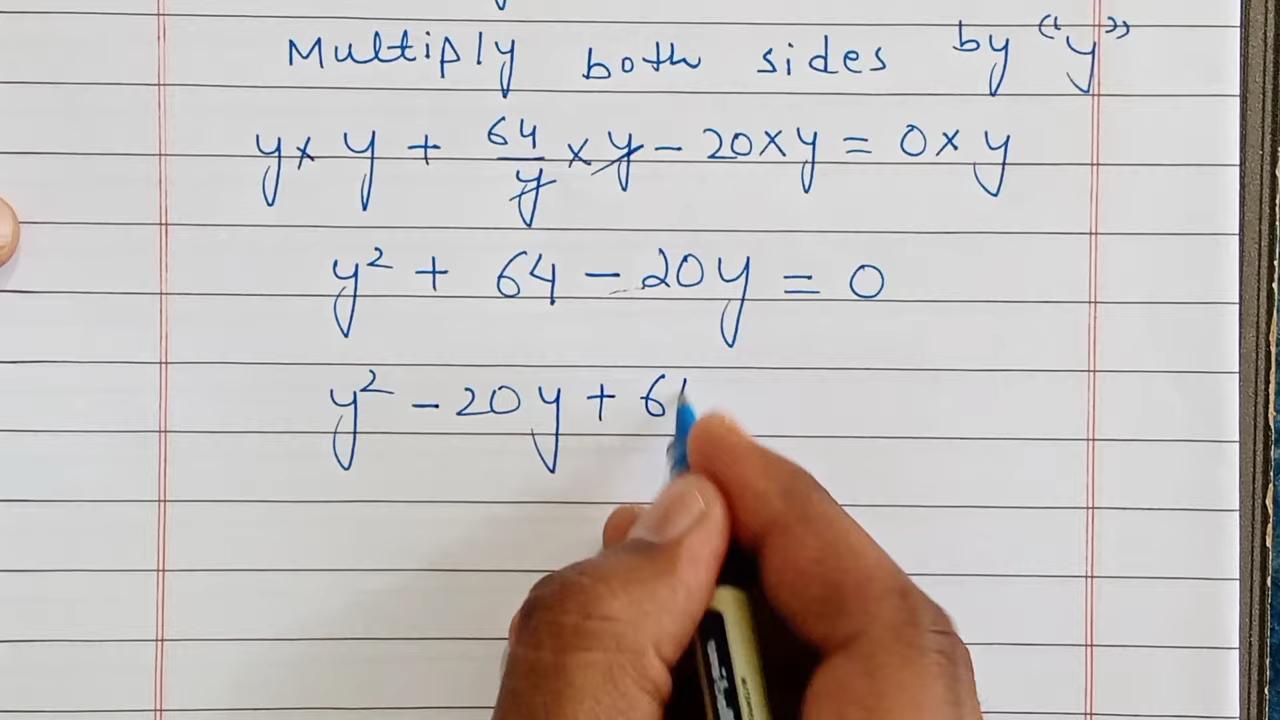 Multiply both sides by "y"
y × y + 64/y × y - 20 × y = 0 × y
y² + 64 - 20y = 0
y² - 20y + 6